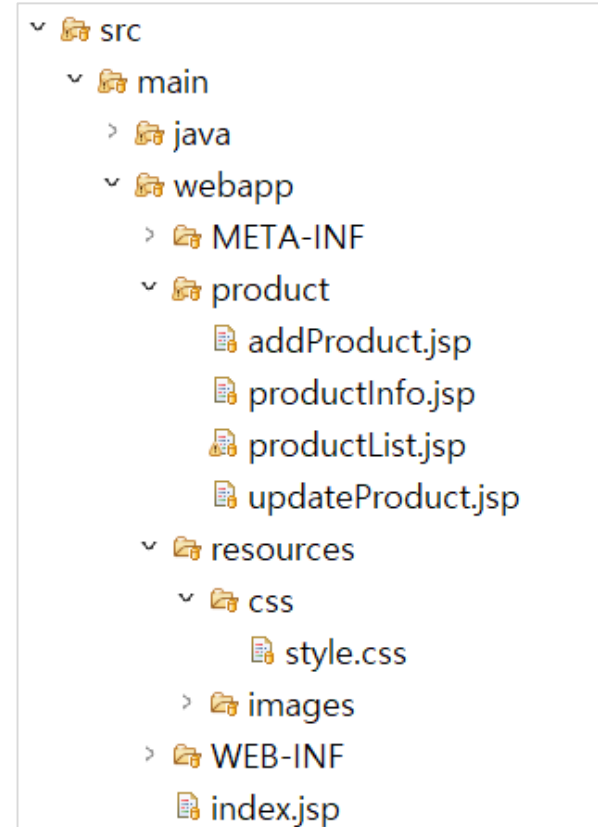 src
main
java
webapp
META-INF
product
addProduct.jsp
productInfo.jsp
productList.jsp
updateProduct.jsp
resources
css
style.css
images
WEB-INF
index.jsp